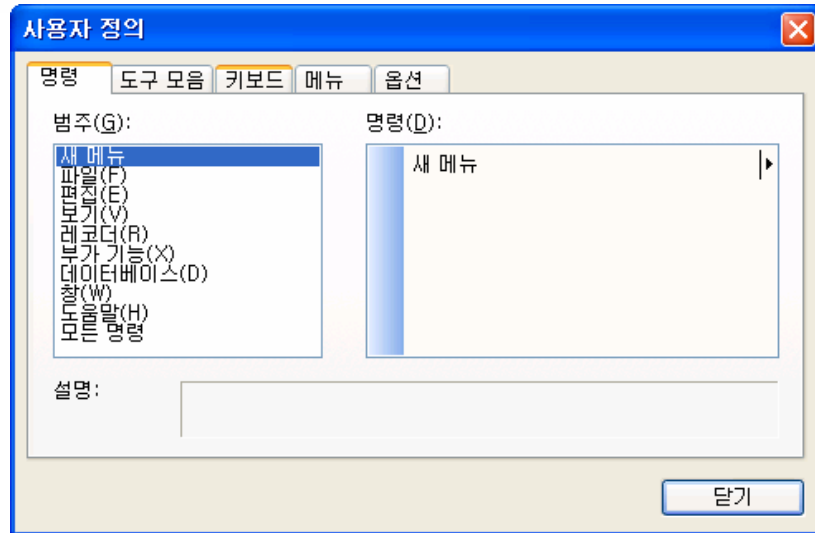 사용자 정의
명령 도구 모음 키보드 메뉴 옵션
범주(G): 명령(D):
새 메뉴
파일(F)
편집(E)
보기(V)
레코더(R)
부가 기능(X)
데이터베이스(D)
창(W)
도움말(H)
모든 명령
새 메뉴
설명:
닫기